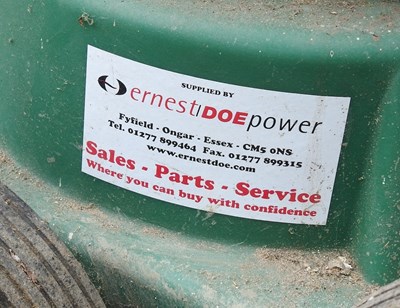 SUPPLIED BY
ernestDOEpower
Fyfield - Ongar - Essex - CM5 0NS
Tel. 01277 899464 Fax. 01277 899315
www.ernestdoe.com
Sales - Parts - Service
Where you can buy with confidence